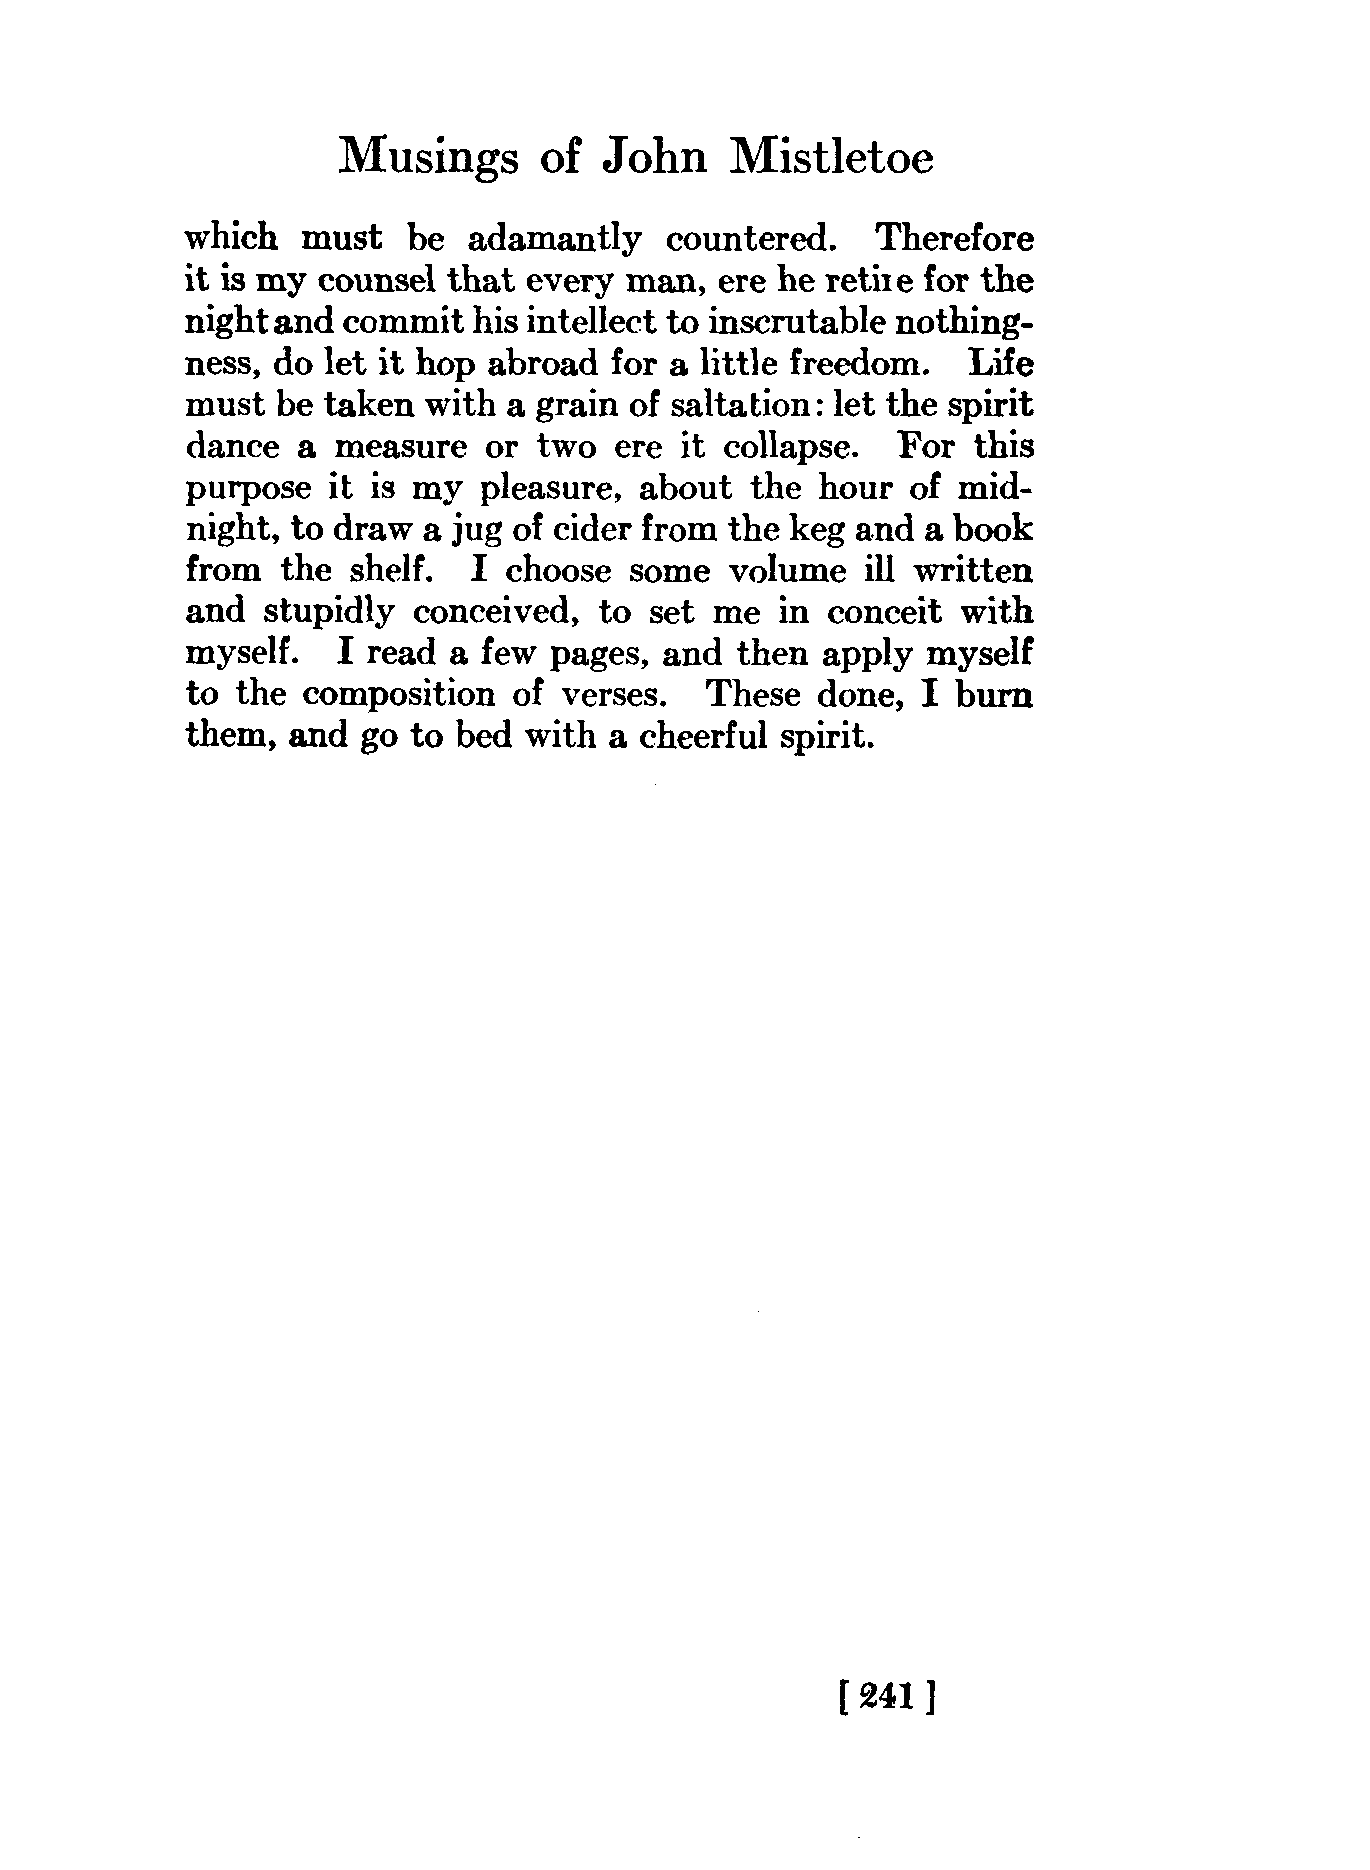 Musings of John Mistletoe
which must be adamantly countered. Therefore
it is my counsel that every man, ere he retire for the
night and commit his intellect to inscrutable nothing-
ness, do let it hop abroad for a little freedom. Life
must be taken with a grain of saltation: let the spirit
dance a measure or two ere it collapse. For this
purpose it is my pleasure, about the hour of mid-
night, to draw a jug of cider from the keg and a book
from the shelf. I choose some volume ill written
and stupidly conceived, to set me in conceit with
myself. I read a few pages, and then apply myself
to the composition of verses. These done, I burn
them, and go to bed with a cheerful spirit.
[ 241 ]